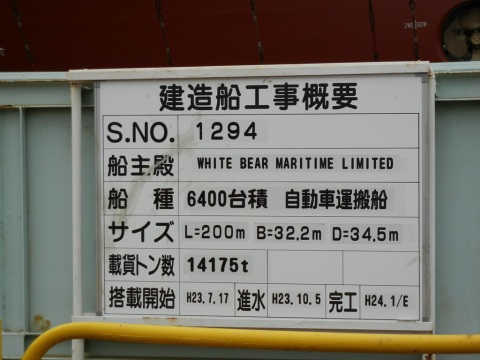 建造船工事概要
S.NO. 1294
船主殿 WHITE BEAR MARITIME LIMITED
船 種 6400台積 自動車運搬船
サイズ L=200m B=32.2m D=34.5m
載貨トン数 14175t
搭載開始 H23.7.17 進水 H23.10.5 完工 H24.1/E